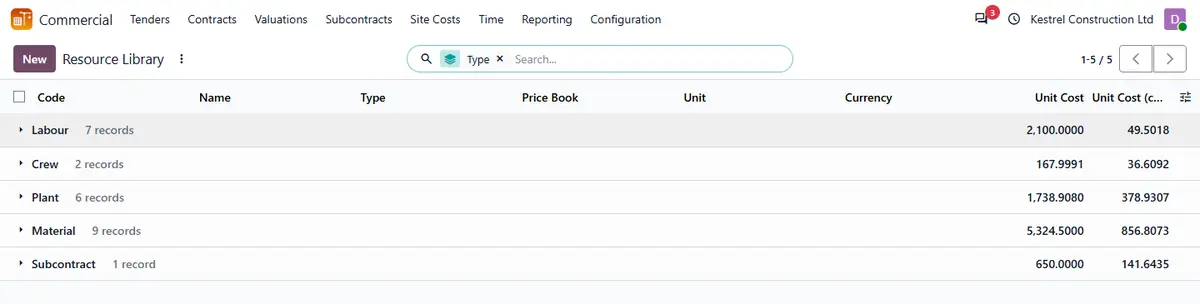 Commercial Tenders Contracts Valuations Subcontracts Site Costs Time Reporting Configuration 3 Kestrel Construction Ltd D
New Resource Library Type × Search... 1-5 / 5
Code Name Type Price Book Unit Currency Unit Cost Unit Cost (c...
Labour 7 records 2,100.0000 49.5018
Crew 2 records 167.9991 36.6092
Plant 6 records 1,738.9080 378.9307
Material 9 records 5,324.5000 856.8073
Subcontract 1 record 650.0000 141.6435